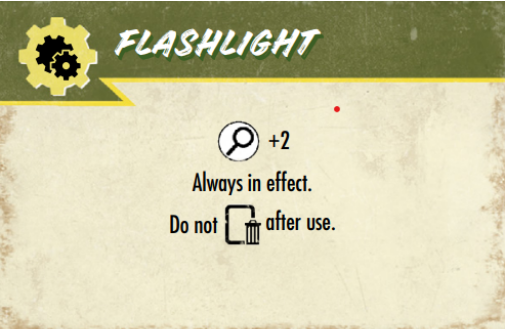 FLASHLIGHT
+2
Always in effect.
Do not after use.